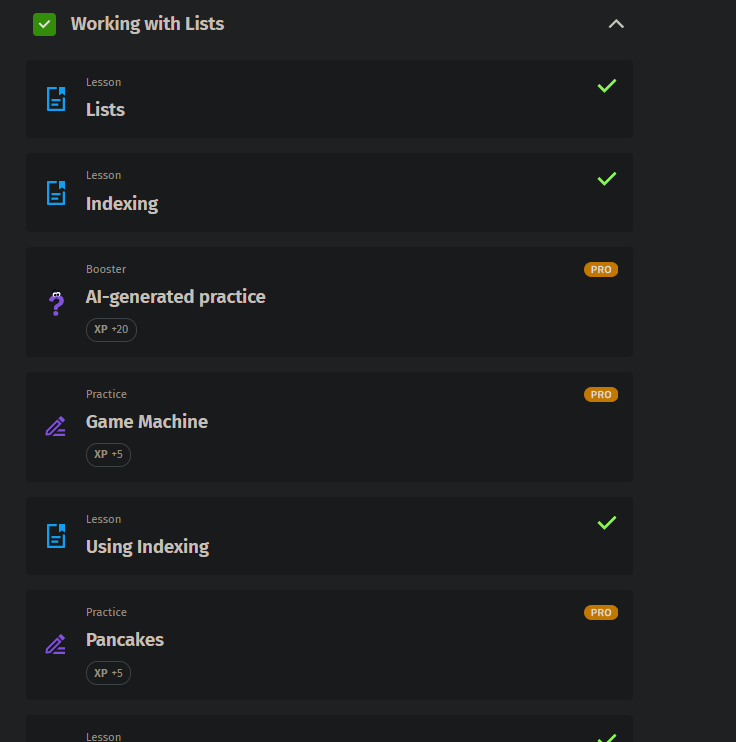 Working with Lists
Lesson
Lists
Lesson
Indexing
Booster
PRO
AI-generated practice
XP +20
Practice
PRO
Game Machine
XP +5
Lesson
Using Indexing
Practice
PRO
Pancakes
XP +5
Lesson